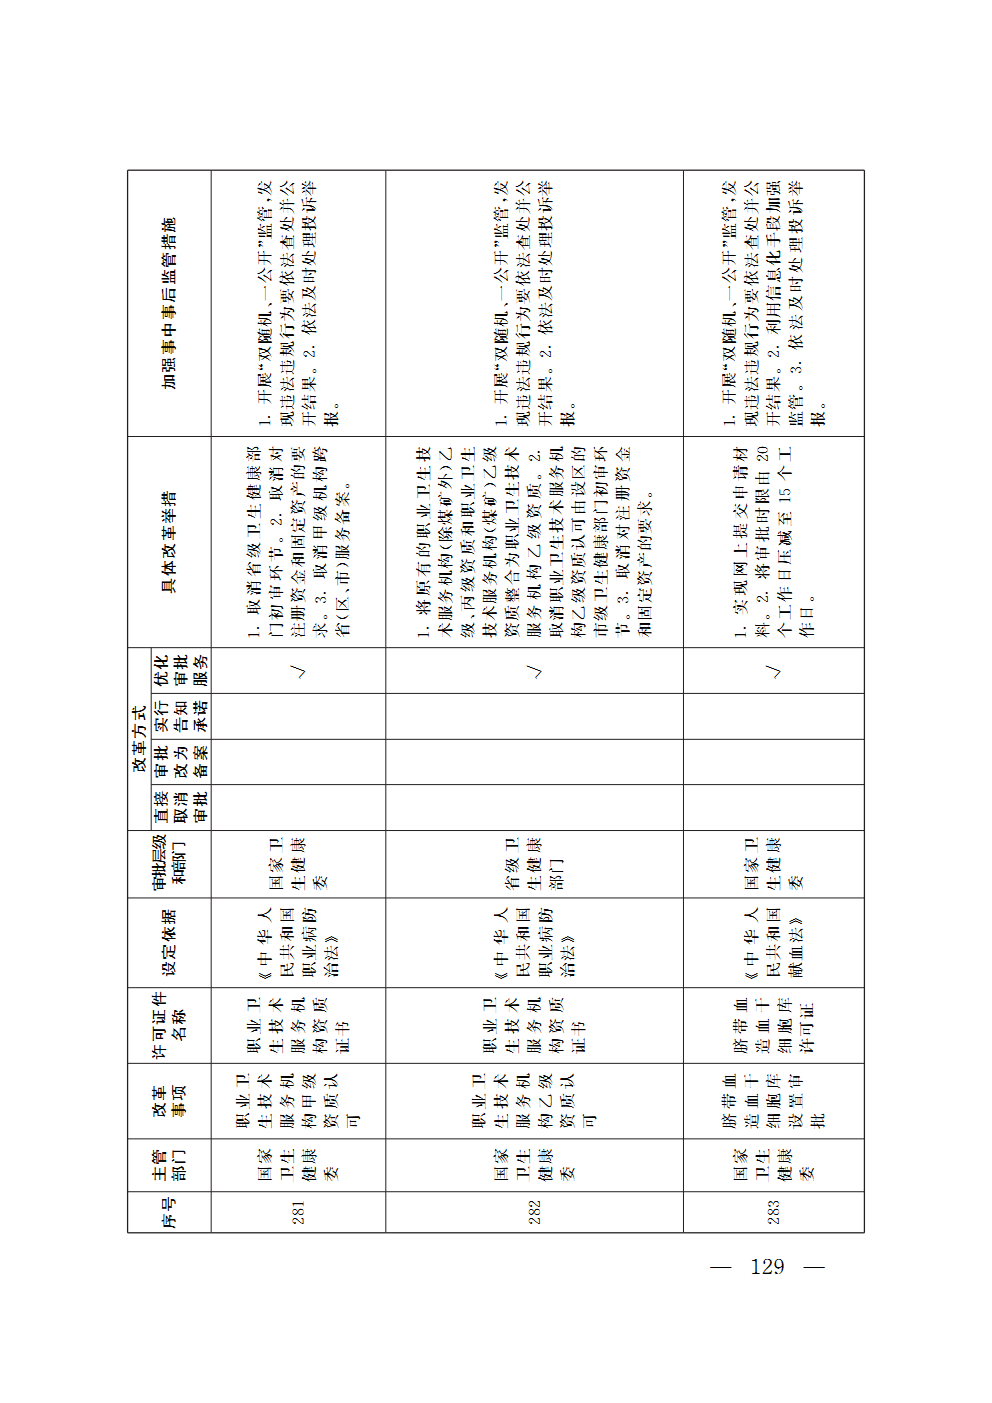 序号
主管
部门
改革
事项
许可证件
名称
设定依据
审批层级
和部门
改革方式
直接
取消
审批
审批
改为
备案
实行
告知
承诺
优化
审批
服务
具体改革举措
加强事中事后监管措施
281
国家
卫生
健康
委
职业卫
生技术
服务机
构甲级
资质认
可
职业卫
生技术
服务机
构资质
证书
《中华人
民共和国
职业病防
治法》
国家卫
生健康
委
√
1. 取消省级卫生健康部
门初审环节。2. 取消对
注册资金和固定资产的要
求。3. 取消甲级机构跨
省(区、市)服务备案。
1. 开展“双随机、一公开”监管,发
现违法违规行为要依法查处并公
开结果。2. 依法及时处理投诉举
报。
282
国家
卫生
健康
委
职业卫
生技术
服务机
构乙级
资质认
可
职业卫
生技术
服务机
构资质
证书
《中华人
民共和国
职业病防
治法》
省级卫
生健康
部门
√
1. 将原有的职业卫生技
术服务机构(除煤矿外)乙
级、丙级资质和职业卫生
技术服务机构(煤矿)乙级
资质整合为职业卫生技术
服务机构乙级资质。2.
取消职业卫生技术服务机
构乙级资质认可由设区的
市级卫生健康部门初审环
节。3. 取消对注册资金
和固定资产的要求。
1. 开展“双随机、一公开”监管,发
现违法违规行为要依法查处并公
开结果。2. 依法及时处理投诉举
报。
283
国家
卫生
健康
委
脐带血
造血干
细胞库
设置审
批
脐带血
造血干
细胞库
许可证
《中华人
民共和国
献血法》
国家卫
生健康
委
√
1. 实现网上提交申请材
料。2. 将审批时限由 20
个工作日压减至 15 个工
作日。
1. 开展“双随机、一公开”监管,发
现违法违规行为要依法查处并公
开结果。2. 利用信息化手段加强
监管。3. 依法及时处理投诉举
报。
— 129 —